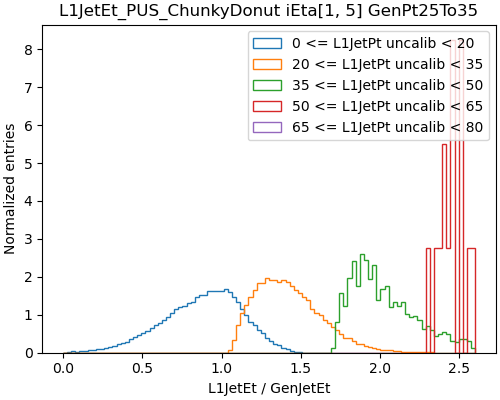 L1JetEt_PUS_ChunkyDonut iEta[1, 5] GenPt25To35
0 <= L1JetPt uncalib < 20
20 <= L1JetPt uncalib < 35
35 <= L1JetPt uncalib < 50
50 <= L1JetPt uncalib < 65
65 <= L1JetPt uncalib < 80
Normalized entries
8
7
6
5
4
3
2
1
0
0.0 0.5 1.0 1.5 2.0 2.5
L1JetEt / GenJetEt